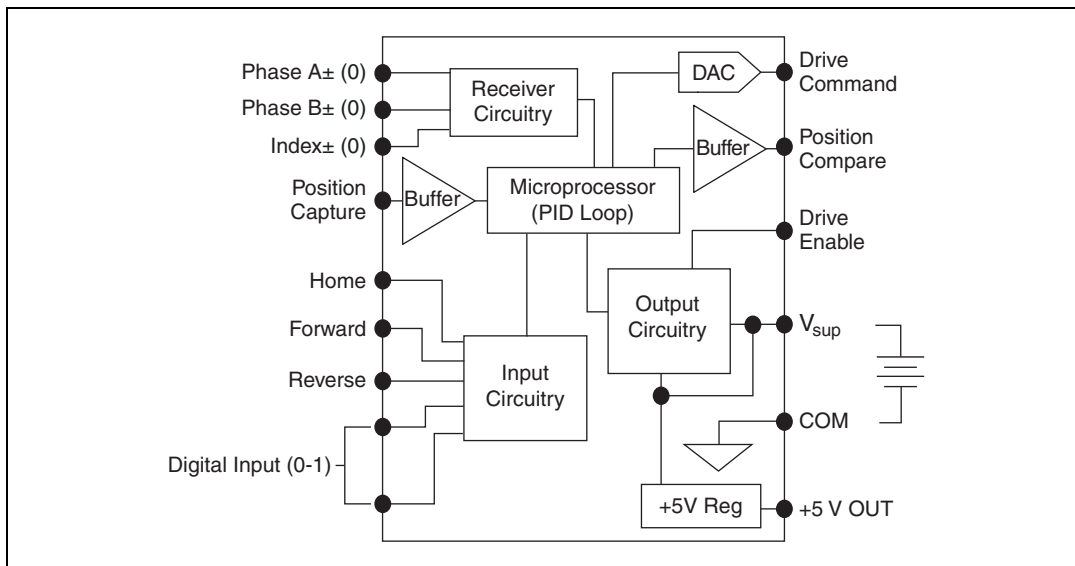 Phase A± (0)
Phase B± (0)
Index± (0)
Position
Capture
Home
Forward
Reverse
Digital Input (0-1)
Receiver
Circuitry
Buffer
Microprocessor
(PID Loop)
Input
Circuitry
DAC
Buffer
Output
Circuitry
+5V Reg
Drive
Command
Position
Compare
Drive
Enable
Vsup
COM
+5 V OUT